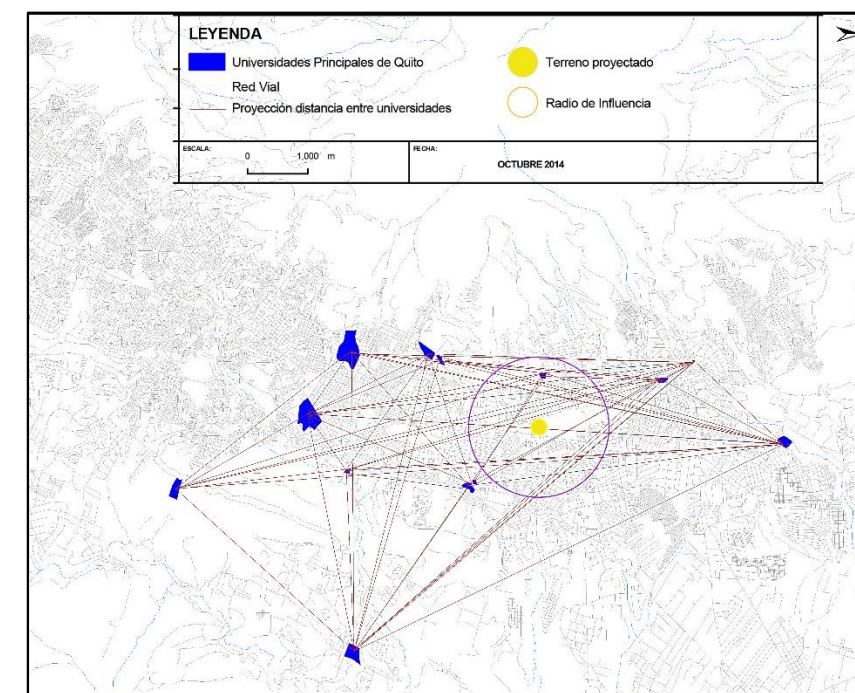 LEYENDA
Universidades Principales de Quito
Terreno proyectado
Red Vial
Proyección distancia entre universidades
Radio de Influencia
ESCALA:
0 1,000 m
FECHA:
OCTUBRE 2014